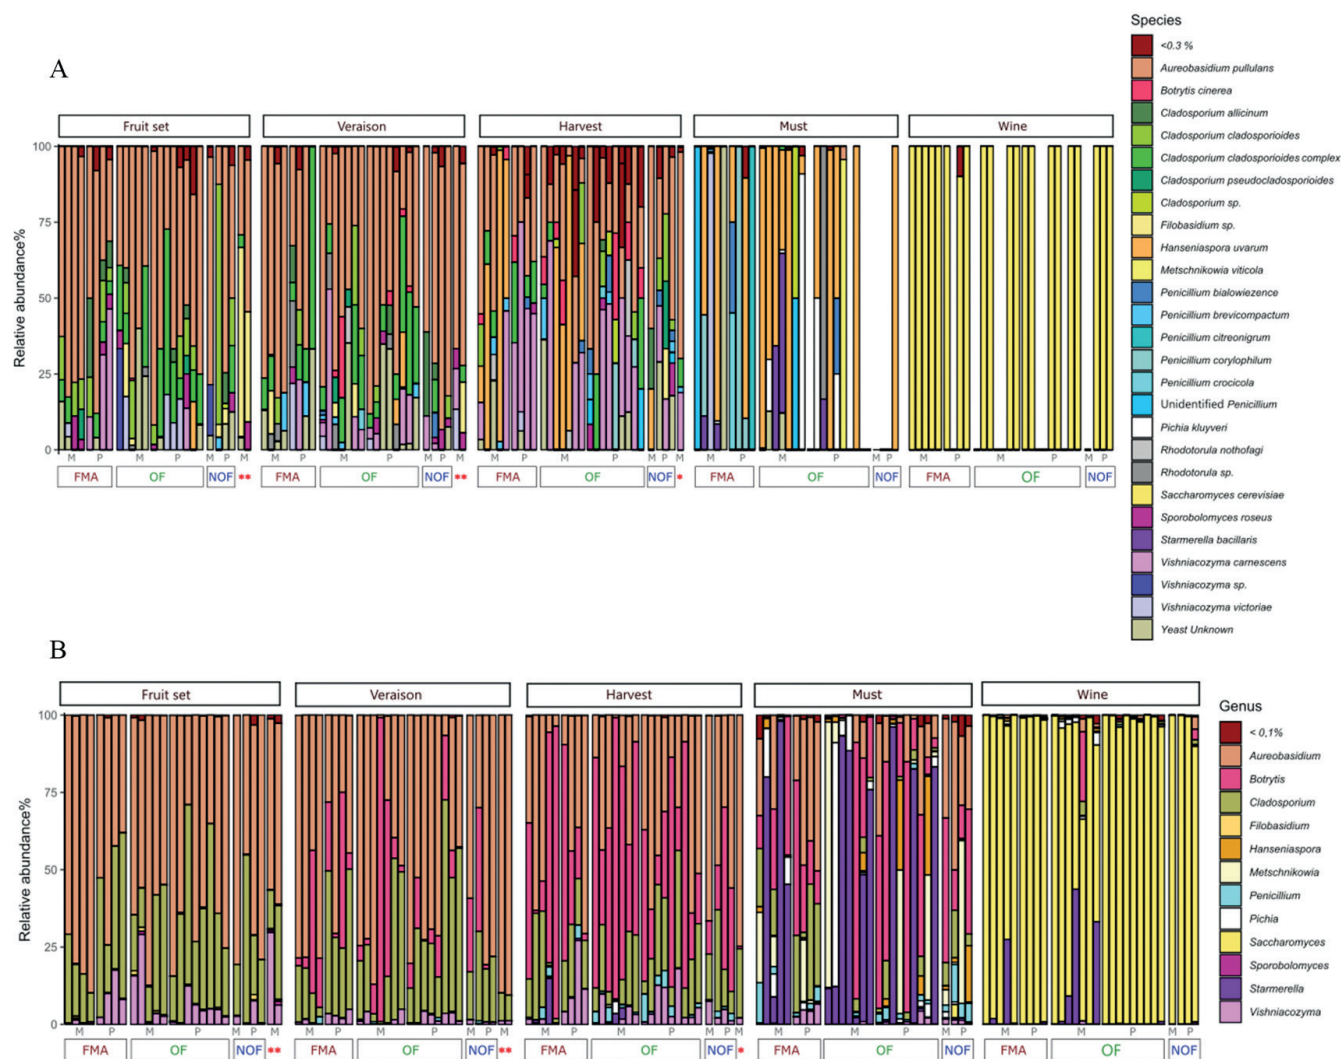 A
Species
<0.3 %
Aureobasidium pullulans
Botrytis cinerea
Cladosporium allicinum
Cladosporium cladosporioides
Cladosporium cladosporioides complex
Cladosporium pseudocladosporioides
Cladosporium sp.
Filobasidium sp.
Hanseniaspora uvarum
Metschnikowia viticola
Penicillium bialowiezence
Penicillium brevicompactum
Penicillium citreonigrum
Penicillium corylophilum
Penicillium crocicola
Unidentified Penicillium
Pichia kluyveri
Rhodotorula nothofagi
Rhodotorula sp.
Saccharomyces cerevisiae
Sporobolomyces roseus
Starmerella bacillaris
Vishniacozyma carnescens
Vishniacozyma sp.
Vishniacozyma victoriae
Yeast Unknown
Fruit set Veraison Harvest Must Wine
Relative abundance%
100
75
50
25
0
M P M P M M P M P M M P M P M M P M P M P M P M P
FMA OF NOF ** FMA OF NOF ** FMA OF NOF * FMA OF NOF FMA OF NOF
B
Fruit set Veraison Harvest Must Wine
Relative abundance%
100
75
50
25
0
M P M P M P M M P M P M P M M P M P M P M M P M P M P M P M P M P
FMA OF NOF ** FMA OF NOF ** FMA OF NOF * FMA OF NOF FMA OF NOF
Genus
< 0,1%
Aureobasidium
Botrytis
Cladosporium
Filobasidium
Hanseniaspora
Metschnikowia
Penicillium
Pichia
Saccharomyces
Sporobolomyces
Starmerella
Vishniacozyma